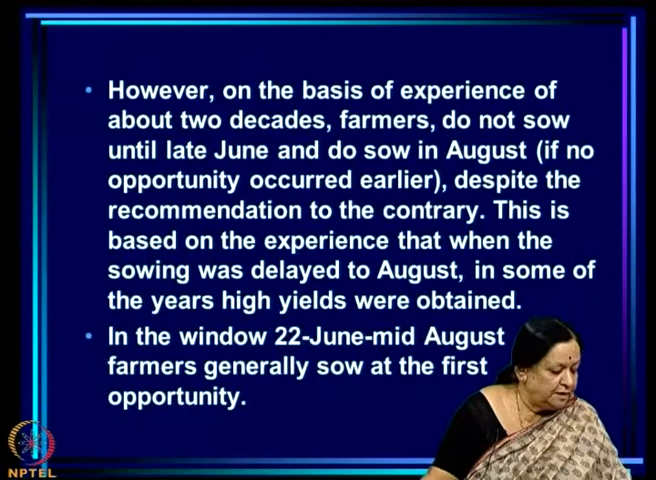 • However, on the basis of experience of
about two decades, farmers, do not sow
until late June and do sow in August (if no
opportunity occurred earlier), despite the
recommendation to the contrary. This is
based on the experience that when the
sowing was delayed to August, in some of
the years high yields were obtained.
• In the window 22-June-mid August
farmers generally sow at the first
opportunity.
NPTEL